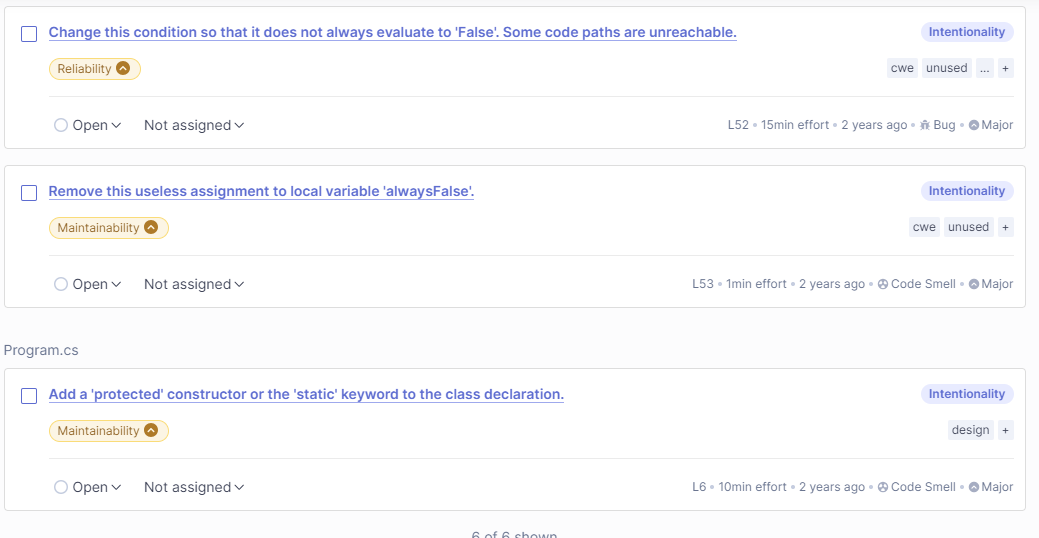 Change this condition so that it does not always evaluate to 'False'. Some code paths are unreachable.
Intentionality
Reliability
cwe unused ... +
Open Not assigned
L52 • 15min effort • 2 years ago • Bug • Major
Remove this useless assignment to local variable 'alwaysFalse'.
Intentionality
Maintainability
cwe unused +
Open Not assigned
L53 • 1min effort • 2 years ago • Code Smell • Major
Program.cs
Add a 'protected' constructor or the 'static' keyword to the class declaration.
Intentionality
Maintainability
design +
Open Not assigned
L6 • 10min effort • 2 years ago • Code Smell • Major
6 of 6 shown